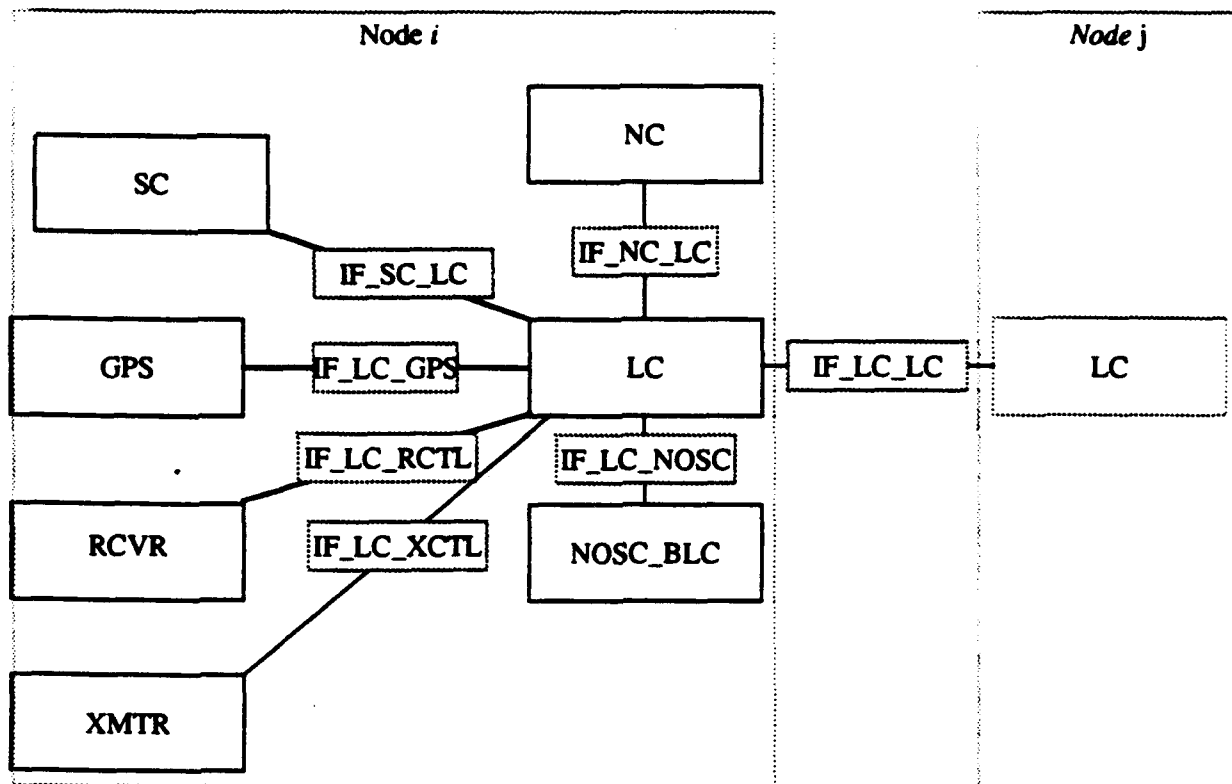 Node i
Node j
NC
SC
IF_NC_LC
IF_SC_LC
GPS
IF_LC_GPS
LC
IF_LC_LC
LC
IF_LC_RCTL
IF_LC_NOSC
RCVR
IF_LC_XCTL
NOSC_BLC
XMTR